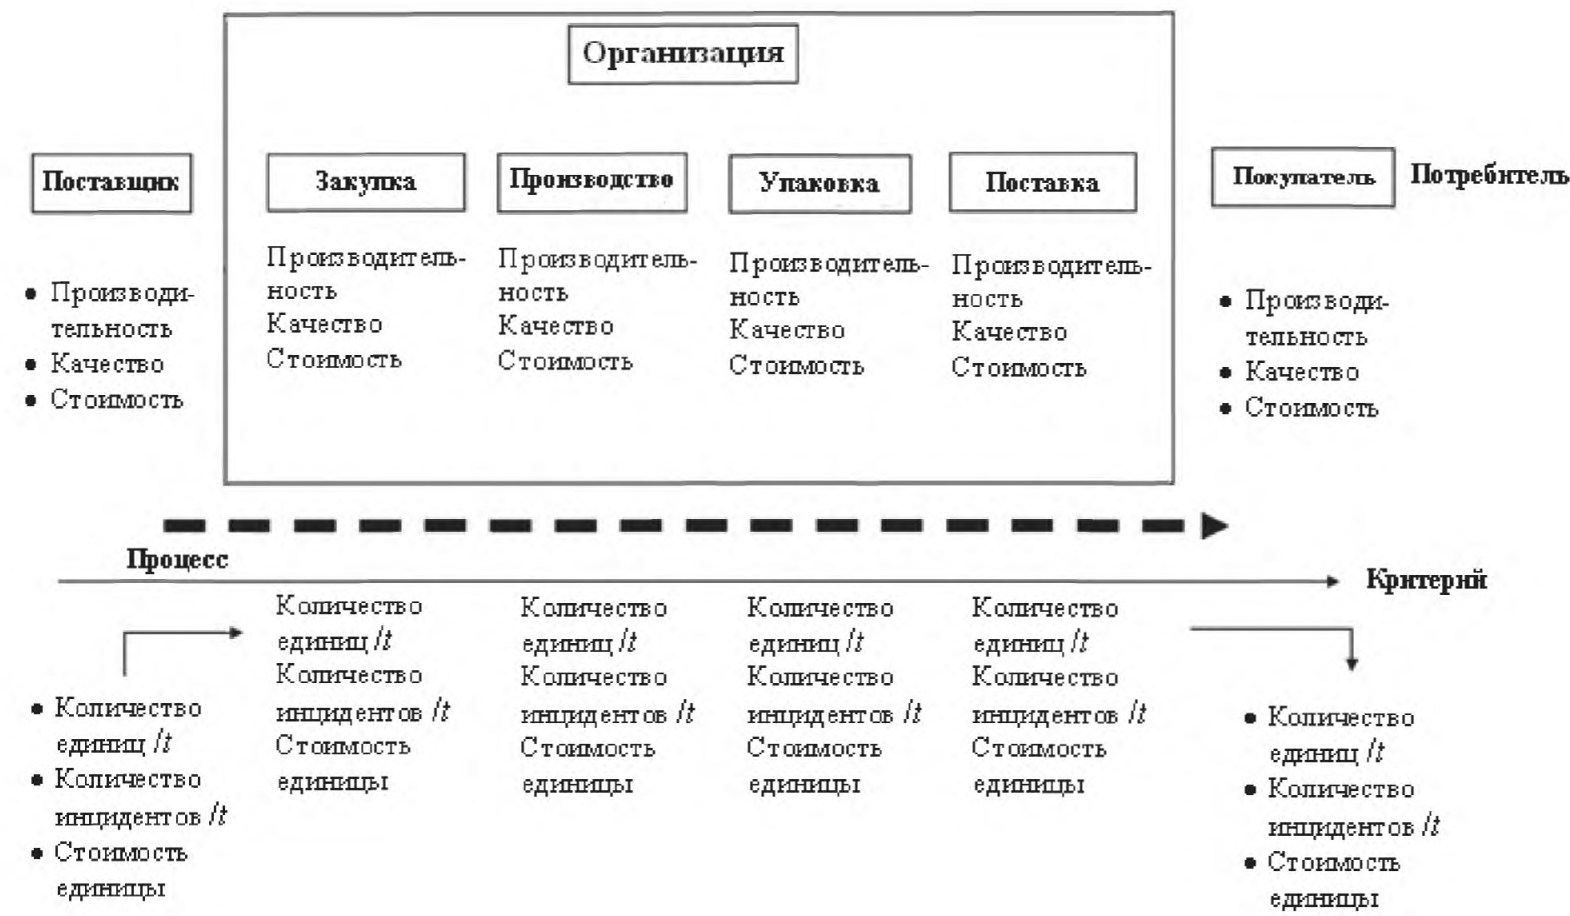 Организация
Поставщик
Закупка
Производство
Упаковка
Поставка
Покупатель
Потребитель
● Производи-
тельность
● Качество
● Стоимость
Производитель-
ность
Качество
Стоимость
Производитель-
ность
Качество
Стоимость
Производитель-
ность
Качество
Стоимость
Производитель-
ность
Качество
Стоимость
● Производи-
тельность
● Качество
● Стоимость
Процесс
Критерий
● Количество
единиц /t
● Количество
инцидентов /t
● Стоимость
единицы
Количество
единиц /t
Количество
инцидентов /t
Стоимость
единицы
Количество
единиц /t
Количество
инцидентов /t
Стоимость
единицы
Количество
единиц /t
Количество
инцидентов /t
Стоимость
единицы
Количество
единиц /t
Количество
инцидентов /t
Стоимость
единицы
● Количество
единиц /t
● Количество
инцидентов /t
● Стоимость
единицы